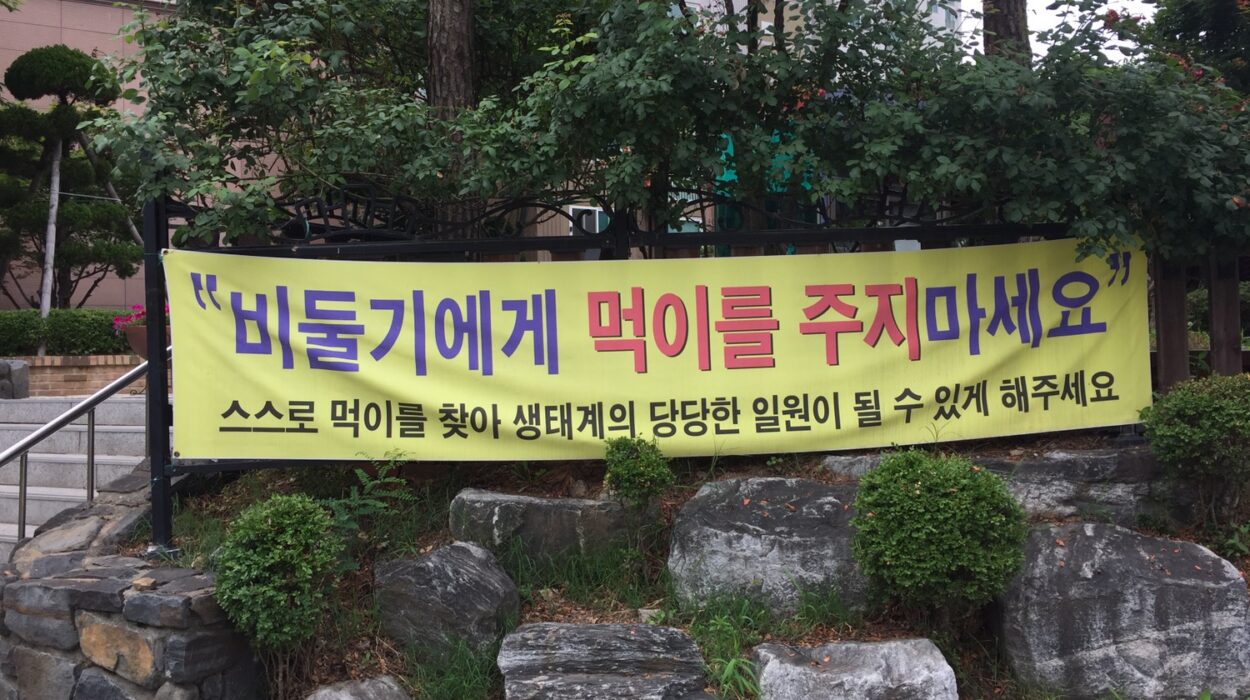 "비둘기에게 먹이를 주지마세요"
스스로 먹이를 찾아 생태계의 당당한 일원이 될 수 있게 해주세요